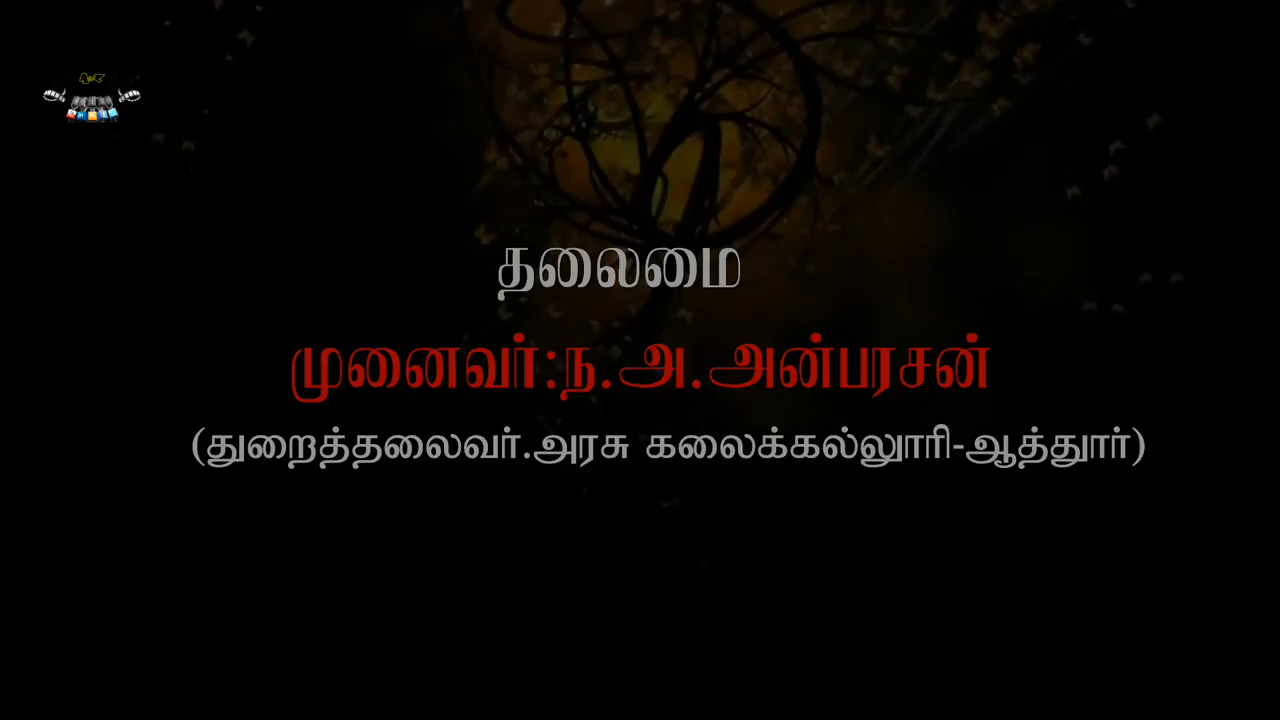 தலைமை
முனைவர்:ந.அ.அன்பரசன்
(துறைத்தலைவர்.அரசு கலைக்கல்லூரி-ஆத்தூர்)